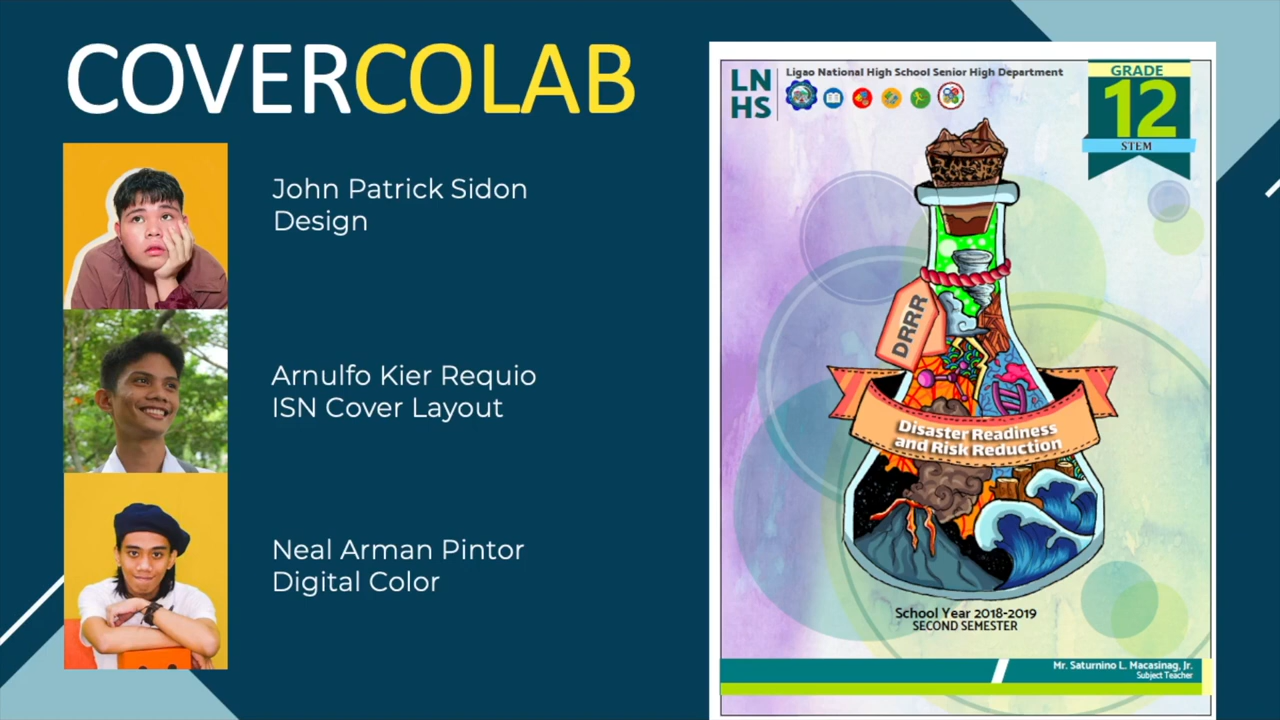 COVERCOLAB
John Patrick Sidon
Design
Arnulfo Kier Requio
ISN Cover Layout
Neal Arman Pintor
Digital Color
LN
HS
Ligao National High School Senior High Department
GRADE
12
STEM
DRRR
Disaster Readiness
and Risk Reduction
School Year 2018-2019
SECOND SEMESTER
Mr. Saturnino L. Macasinag, Jr.
Subject Teacher